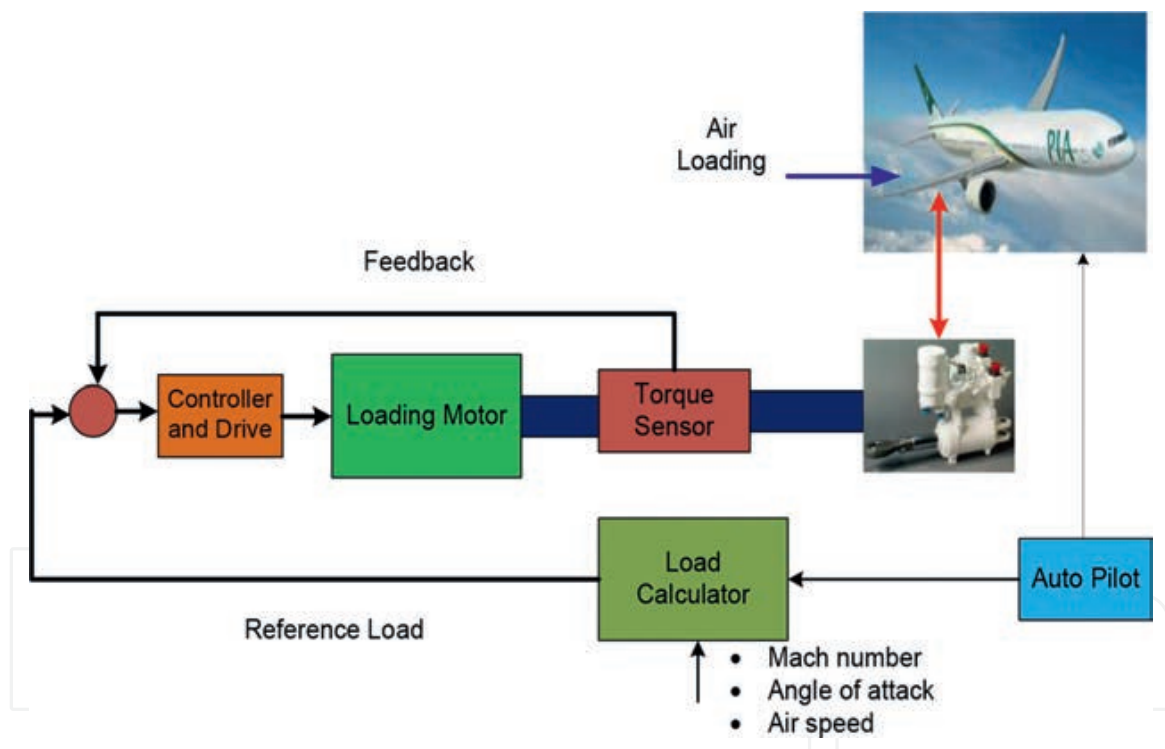 Air
Loading
PIA
Feedback
Controller
and Drive
Loading Motor
Torque
Sensor
Load
Calculator
Auto Pilot
Reference Load
• Mach number
• Angle of attack
• Air speed